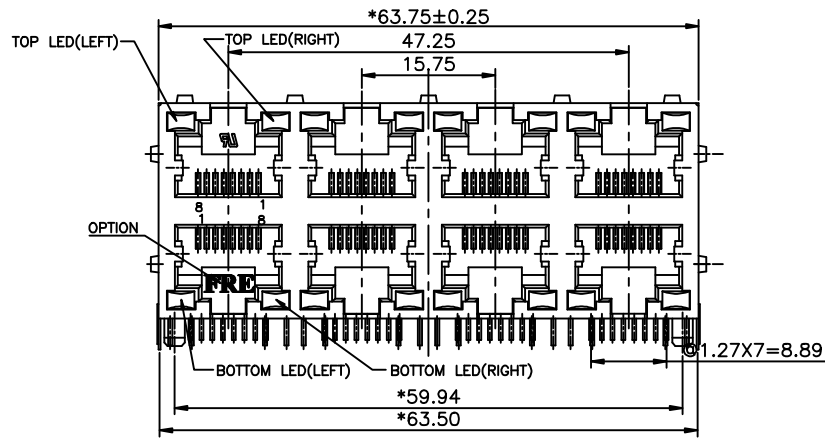 *63.75±0.25
TOP LED(LEFT)
TOP LED(RIGHT)
47.25
15.75
8 1
1 8
OPTION
FRE
1.27X7=8.89
BOTTOM LED(LEFT)
BOTTOM LED(RIGHT)
*59.94
*63.50